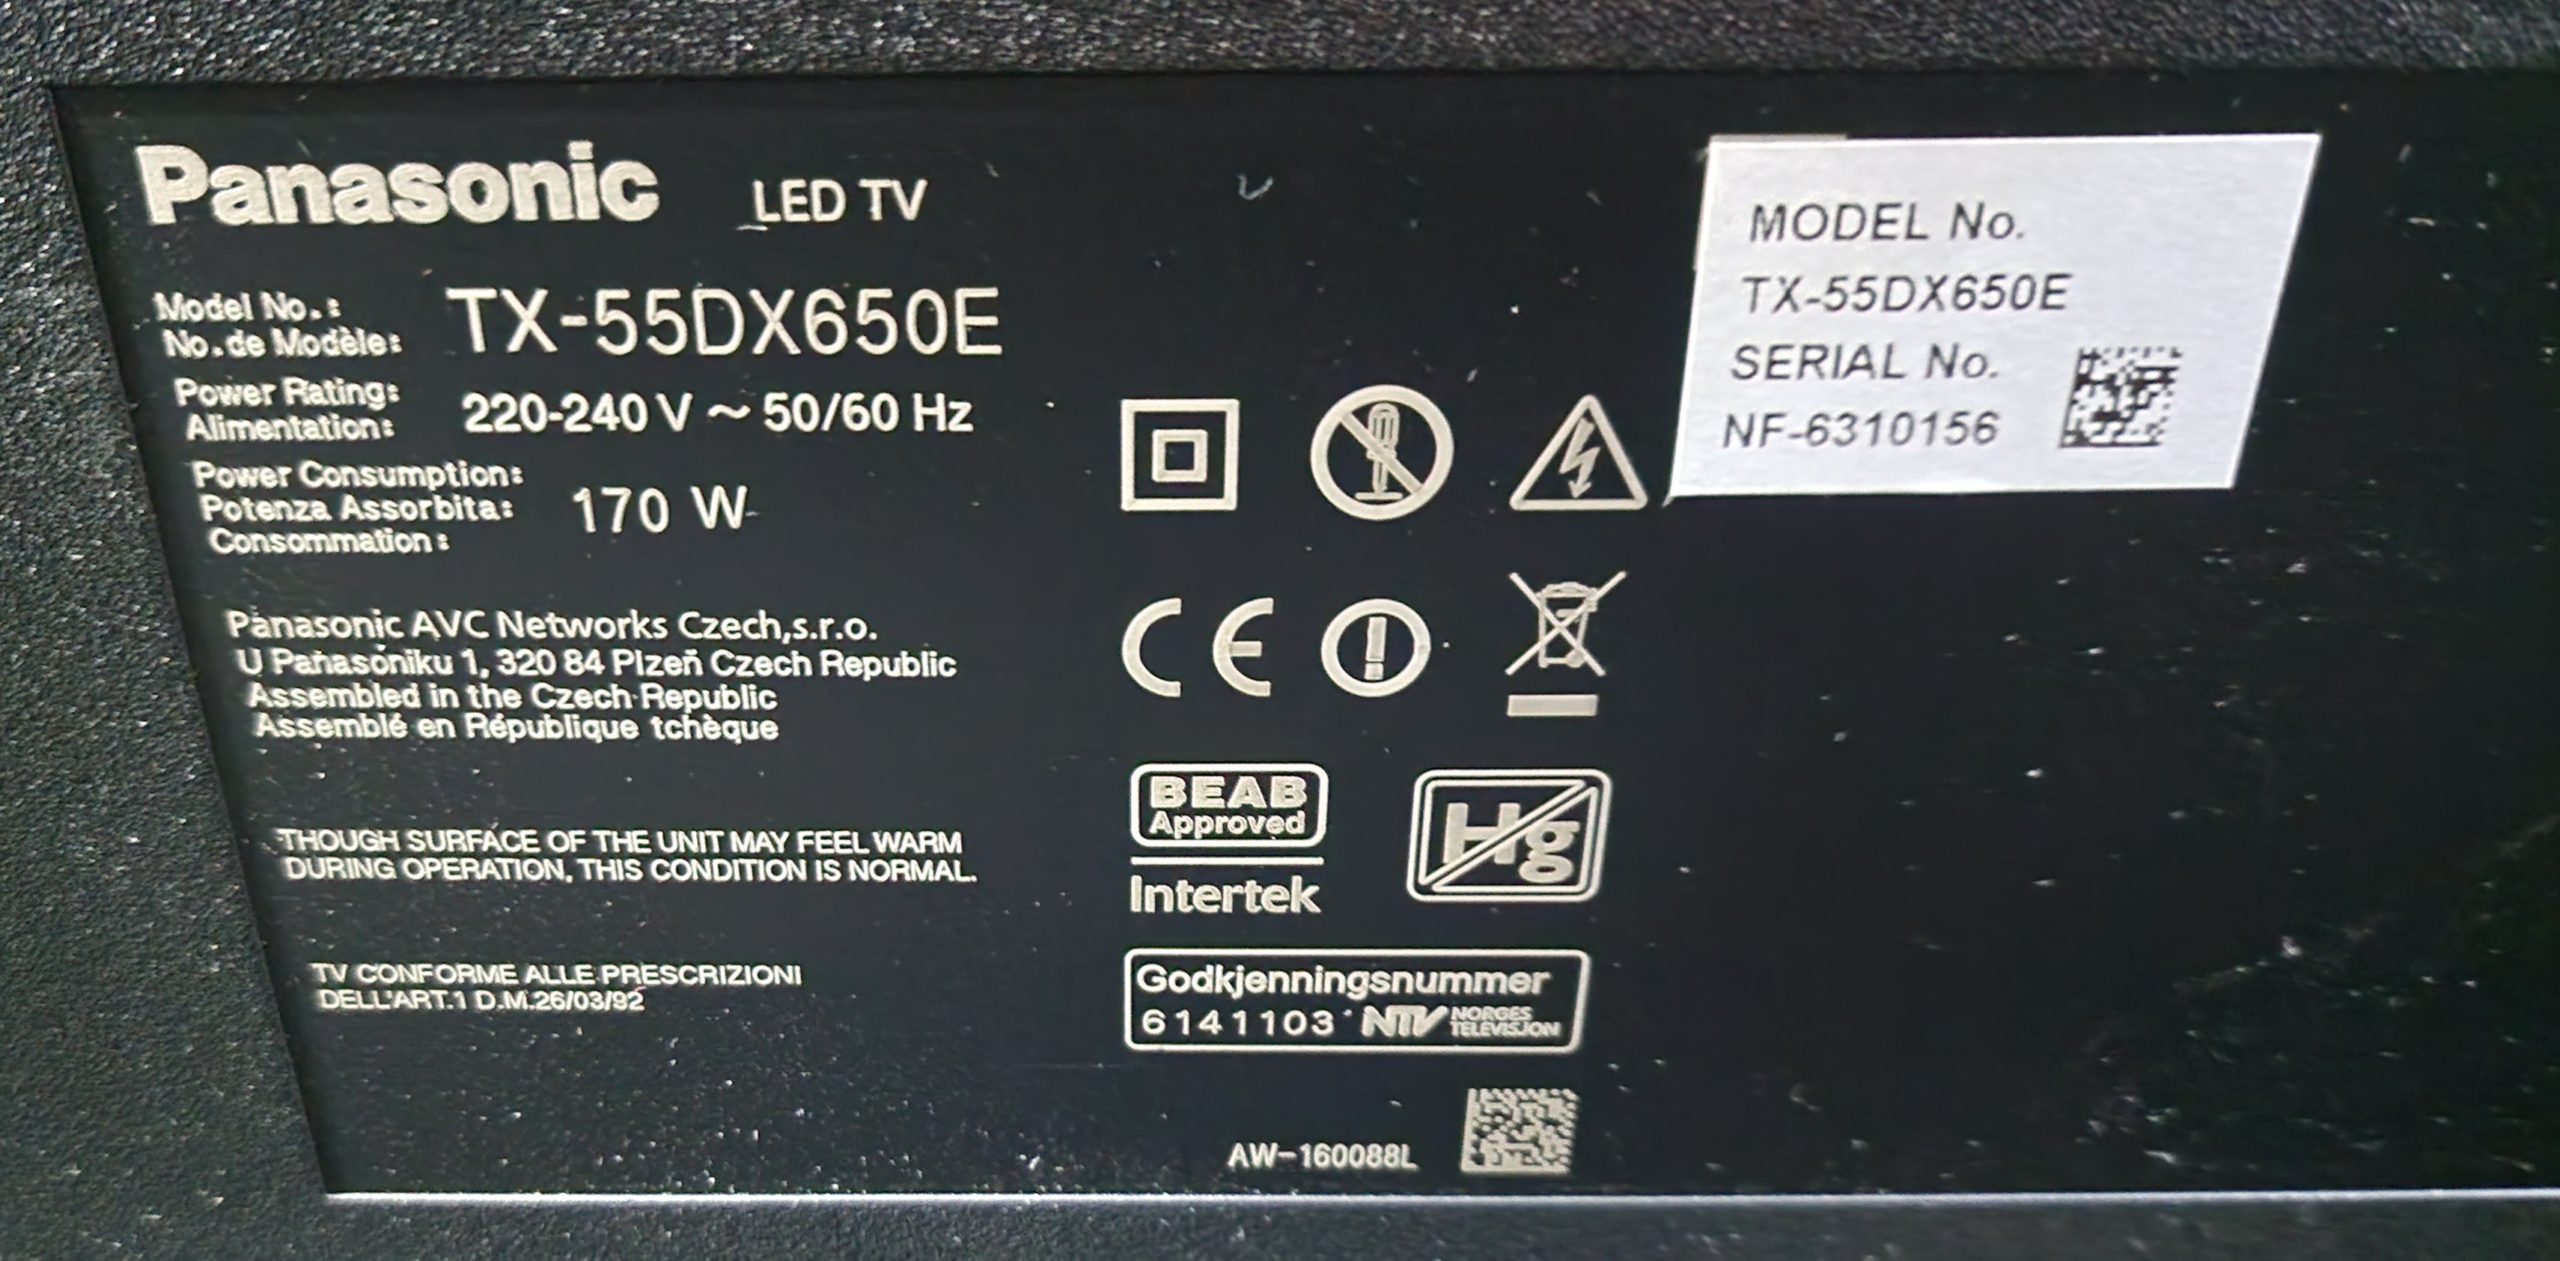 Panasonic LED TV
Model No.:
No. de Modèle:
TX-55DX650E
Power Rating:
Alimentation:
220-240 V ~ 50/60 Hz
Power Consumption:
Potenza Assorbita:
Consommation:
170 W
Panasonic AVC Networks Czech,s.r.o.
U Panasoniku 1, 320 84 Plzeň Czech Republic
Assembled in the Czech Republic
Assemblé en République tchèque
THOUGH SURFACE OF THE UNIT MAY FEEL WARM
DURING OPERATION, THIS CONDITION IS NORMAL.
TV CONFORME ALLE PRESCRIZIONI
DELL'ART.1 D.M.26/03/92
CE
BEAB
Approved
Intertek
Hg
Godkjenningsnummer
6141103 NTV NORGES
TELEVISJON
AW-160088L
MODEL No.
TX-55DX650E
SERIAL No.
NF-6310156